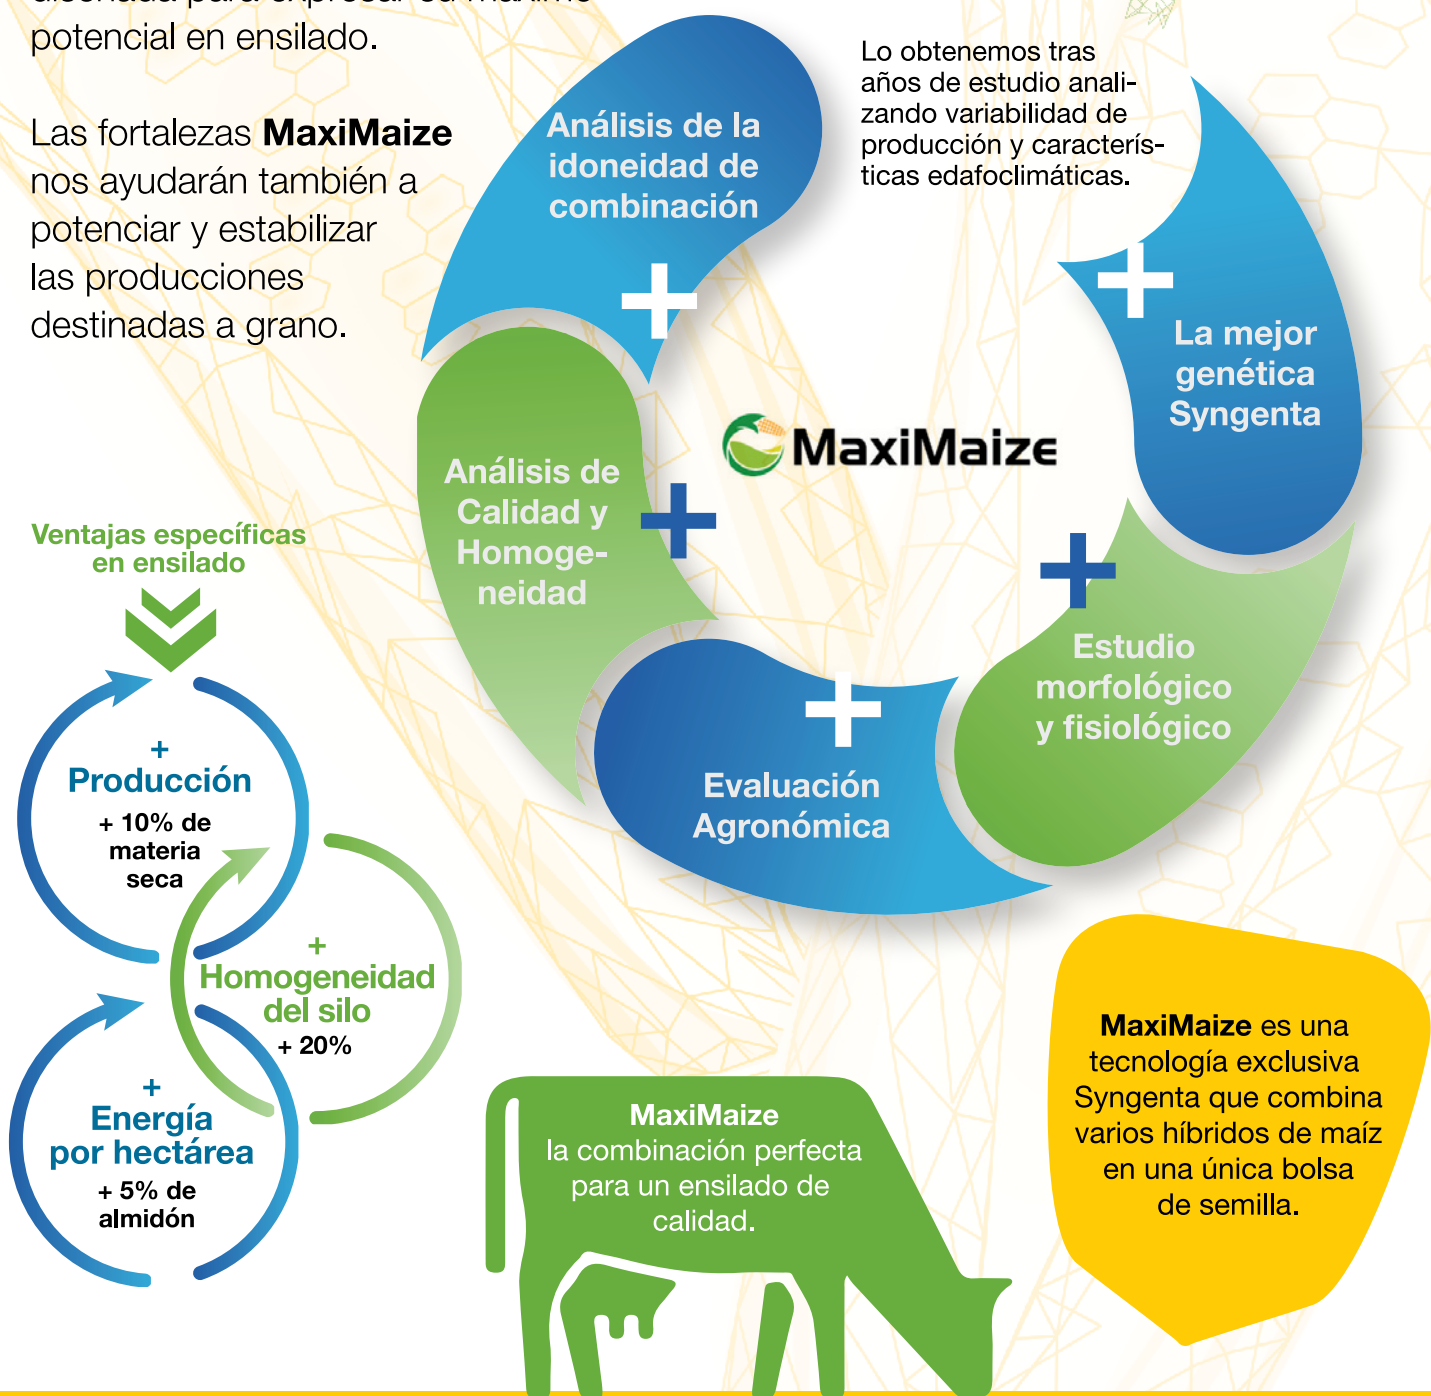 diseñada para expresar su máximo
potencial en ensilado.
Las fortalezas MaxiMaize
nos ayudarán también a
potenciar y estabilizar
las producciones
destinadas a grano.
Lo obtenemos tras
años de estudio anali-
zando variabilidad de
producción y caracterís-
ticas edafoclimáticas.
Análisis de la
idoneidad de
combinación
+
+
La mejor
genética
Syngenta
MaxiMaize
Análisis de
Calidad y
Homoge-
neidad
+
+
Estudio
morfológico
y fisiológico
+
Evaluación
Agronómica
Ventajas específicas
en ensilado
+
Producción
+ 10% de
materia
seca
+
Homogeneidad
del silo
+ 20%
+
Energía
por hectárea
+ 5% de
almidón
MaxiMaize
la combinación perfecta
para un ensilado de
calidad.
MaxiMaize es una
tecnología exclusiva
Syngenta que combina
varios híbridos de maíz
en una única bolsa
de semilla.